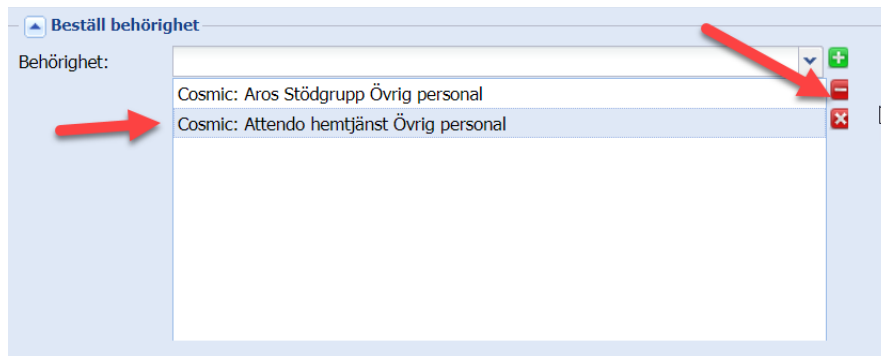 Beställ behörighet
Behörighet:
Cosmic: Aros Stödgrupp Övrig personal
Cosmic: Attendo hemtjänst Övrig personal